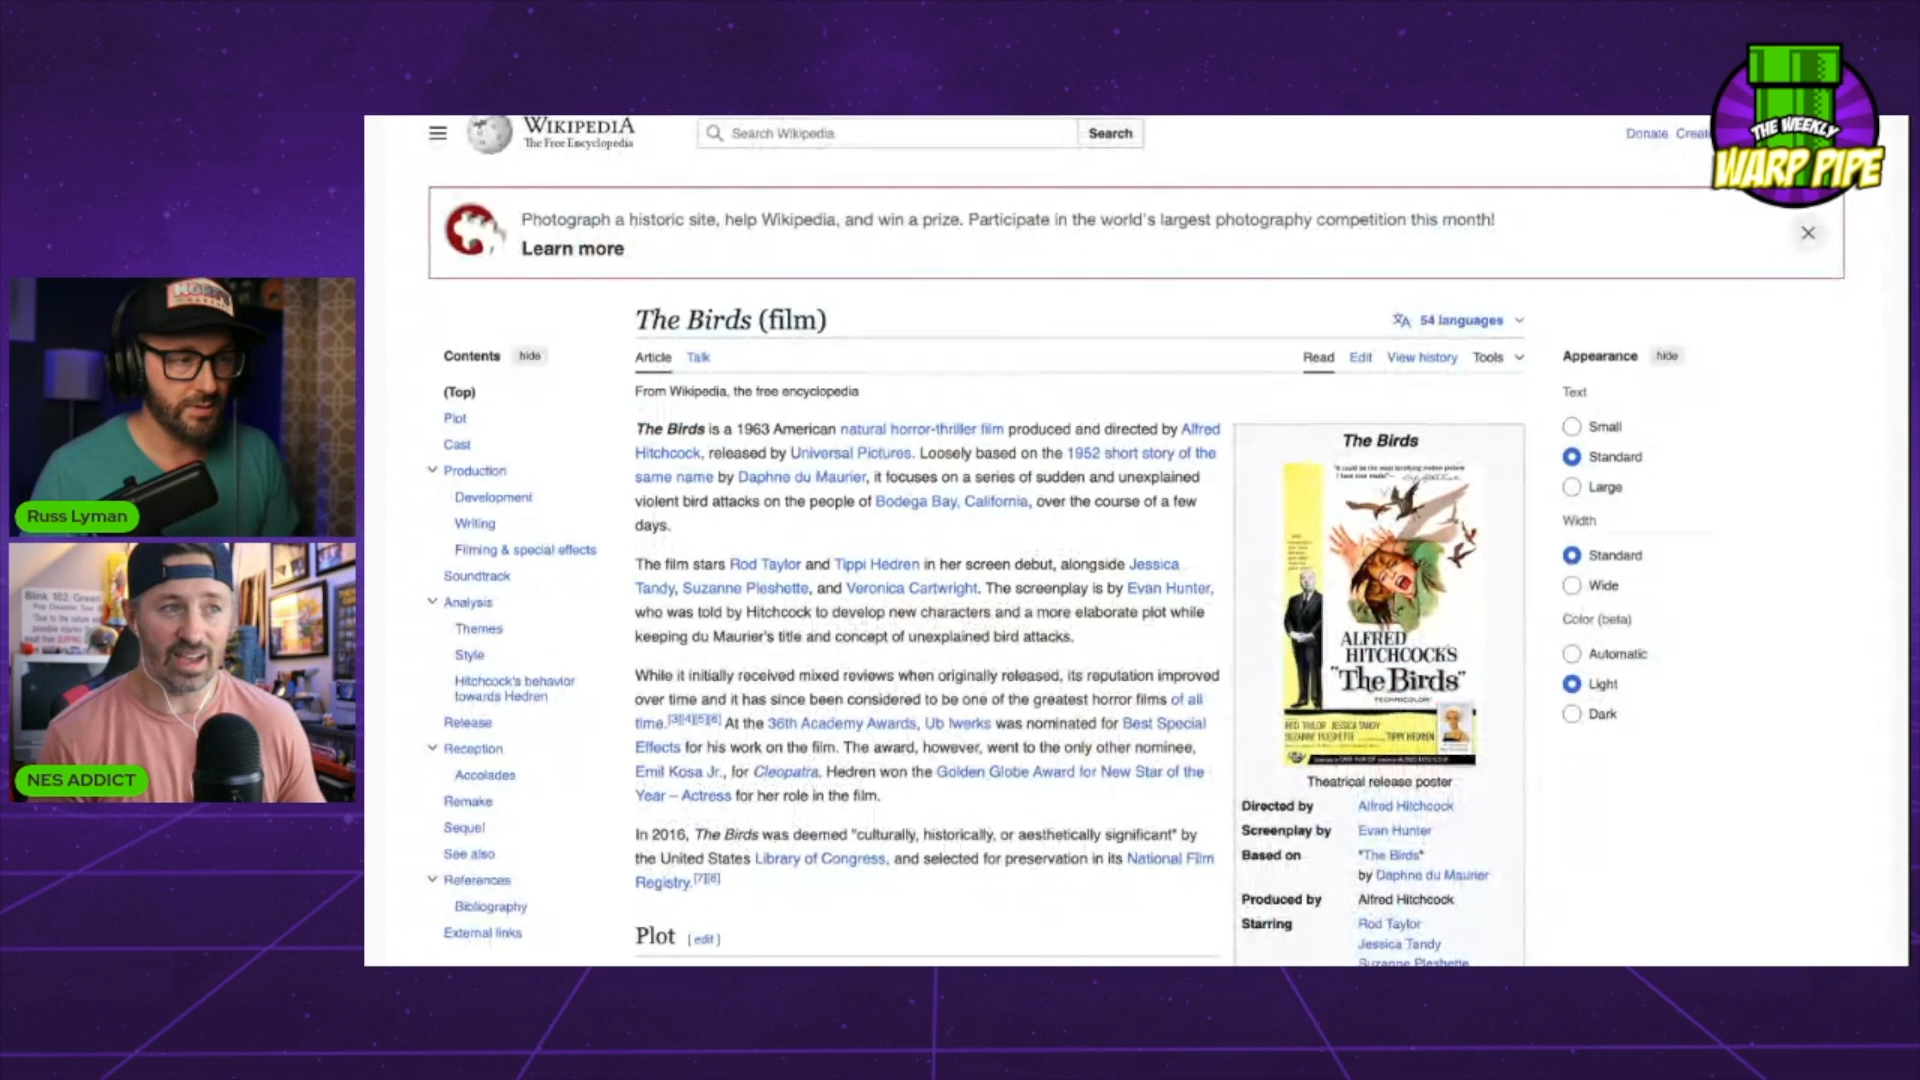 THE WEEKLY
WARP PIPE
WIKIPEDIA
The Free Encyclopedia
Search Wikipedia
Search
Donate
Photograph a historic site, help Wikipedia, and win a prize. Participate in the world's largest photography competition this month!
Learn more
The Birds (film)
54 languages
Contents hide
Article Talk
Read Edit View history Tools
(Top)
Plot
Cast
Production
Development
Writing
Filming & special effects
Soundtrack
Analysis
Themes
Style
Hitchcock's behavior
towards Hedren
Release
Reception
Accolades
Remake
Sequel
See also
References
Bibliography
External links
From Wikipedia, the free encyclopedia
The Birds is a 1963 American natural horror-thriller film produced and directed by Alfred
Hitchcock, released by Universal Pictures. Loosely based on the 1952 short story of the
same name by Daphne du Maurier, it focuses on a series of sudden and unexplained
violent bird attacks on the people of Bodega Bay, California, over the course of a few
days.
The film stars Rod Taylor and Tippi Hedren in her screen debut, alongside Jessica
Tandy, Suzanne Pleshette, and Veronica Cartwright. The screenplay is by Evan Hunter,
who was told by Hitchcock to develop new characters and a more elaborate plot while
keeping du Maurier's title and concept of unexplained bird attacks.
While it initially received mixed reviews when originally released, its reputation improved
over time and it has since been considered to be one of the greatest horror films of all
time.[3][4][5][6] At the 36th Academy Awards, Ub Iwerks was nominated for Best Special
Effects for his work on the film. The award, however, went to the only other nominee,
Emil Kosa Jr., for Cleopatra. Hedren won the Golden Globe Award for New Star of the
Year – Actress for her role in the film.
In 2016, The Birds was deemed "culturally, historically, or aesthetically significant" by
the United States Library of Congress, and selected for preservation in its National Film
Registry.[7][8]
Plot [edit]
The Birds
ALFRED
HITCHCOCK'S
"The Birds"
TECHNICOLOR
ROD TAYLOR JESSICA TANDY
SUZANNE PLESHETTE 'TIPPI' HEDREN
Theatrical release poster
Directed by Alfred Hitchcock
Screenplay by Evan Hunter
Based on "The Birds"
by Daphne du Maurier
Produced by Alfred Hitchcock
Starring Rod Taylor
Jessica Tandy
Suzanne Pleshette
Appearance hide
Text
Small
Standard
Large
Width
Standard
Wide
Color (beta)
Automatic
Light
Dark
Russ Lyman
Blink 182/Green
NES ADDICT